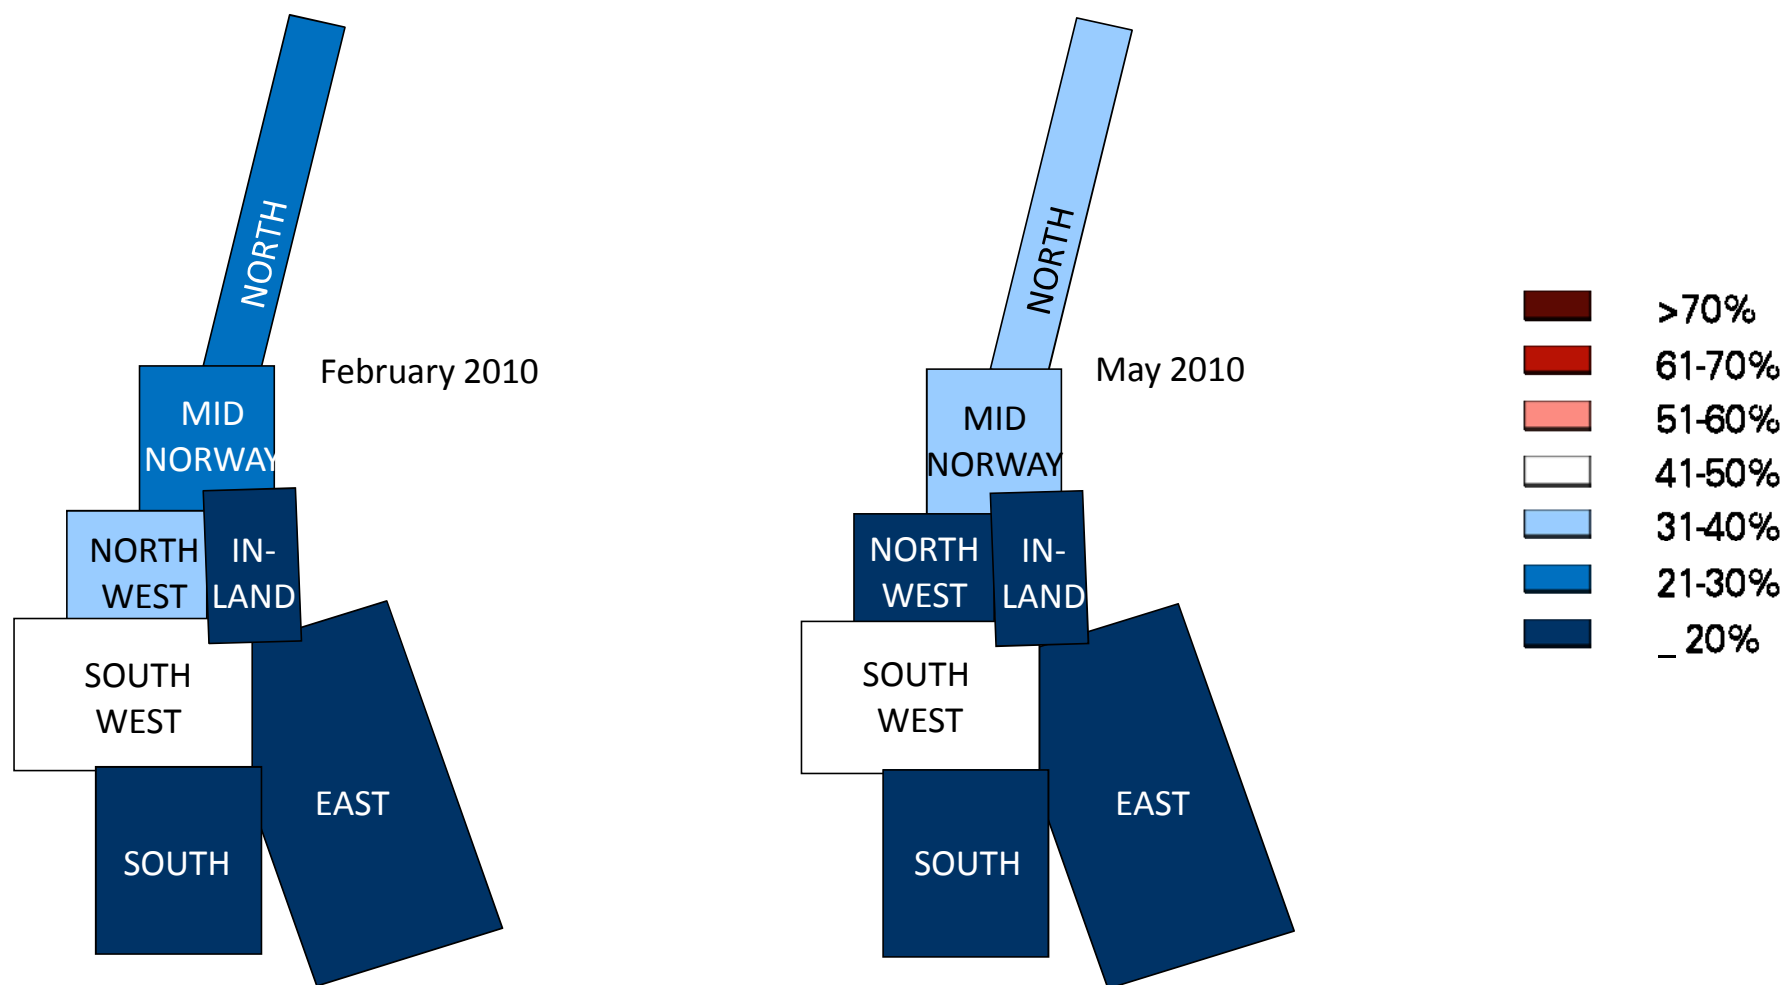 NORTH
February 2010
MID
NORWAY
NORTH
WEST
IN-
LAND
SOUTH
WEST
EAST
SOUTH
NORTH
May 2010
MID
NORWAY
NORTH
WEST
IN-
LAND
SOUTH
WEST
EAST
SOUTH
>70%
61-70%
51-60%
41-50%
31-40%
21-30%
_ 20%